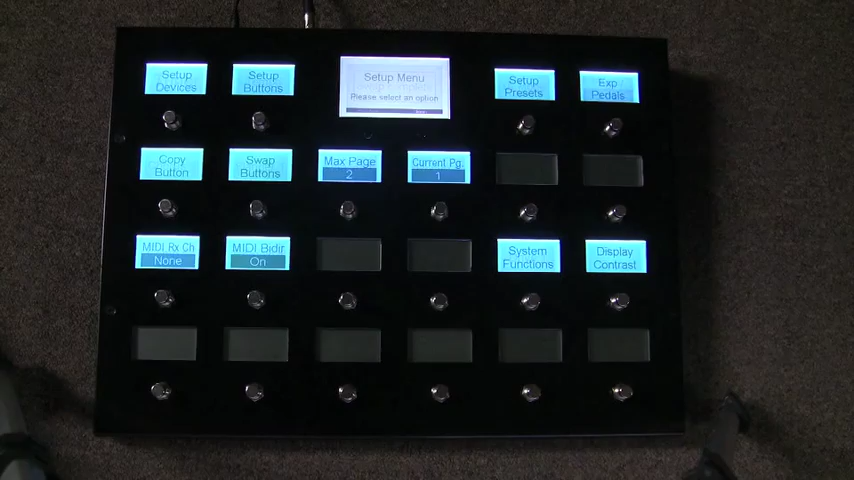 Setup
Devices
Setup
Buttons
Setup Menu
Please select an option
Setup
Presets
Exp
Pedals
Copy
Button
Swap
Buttons
Max Page
2
Current Pg.
1
MIDI Rx Ch
None
MIDI Bidir
On
System
Functions
Display
Contrast